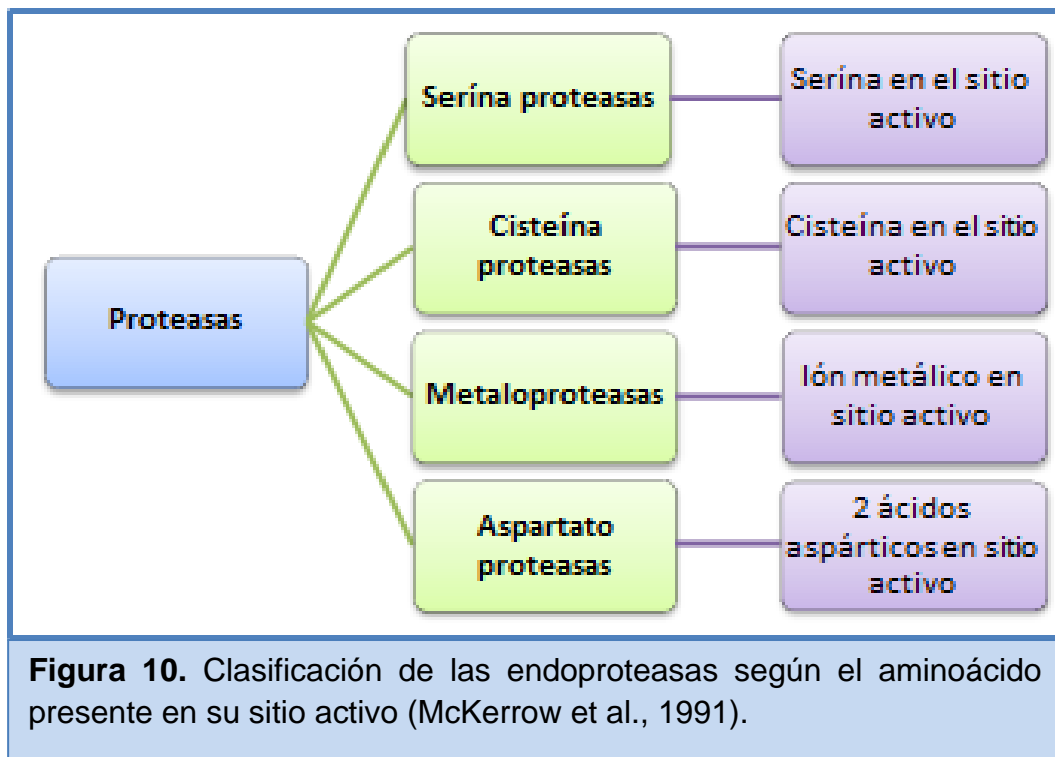 Serína proteasas
Serína en el sitio
activo
Cisteína
proteasas
Cisteína en el sitio
activo
Proteasas
Metaloproteasas
Ión metálico en
sitio activo
Aspartato
proteasas
2 ácidos
aspárticos en sitio
activo
Figura 10. Clasificación de las endoproteasas según el aminoácido
presente en su sitio activo (McKerrow et al., 1991).